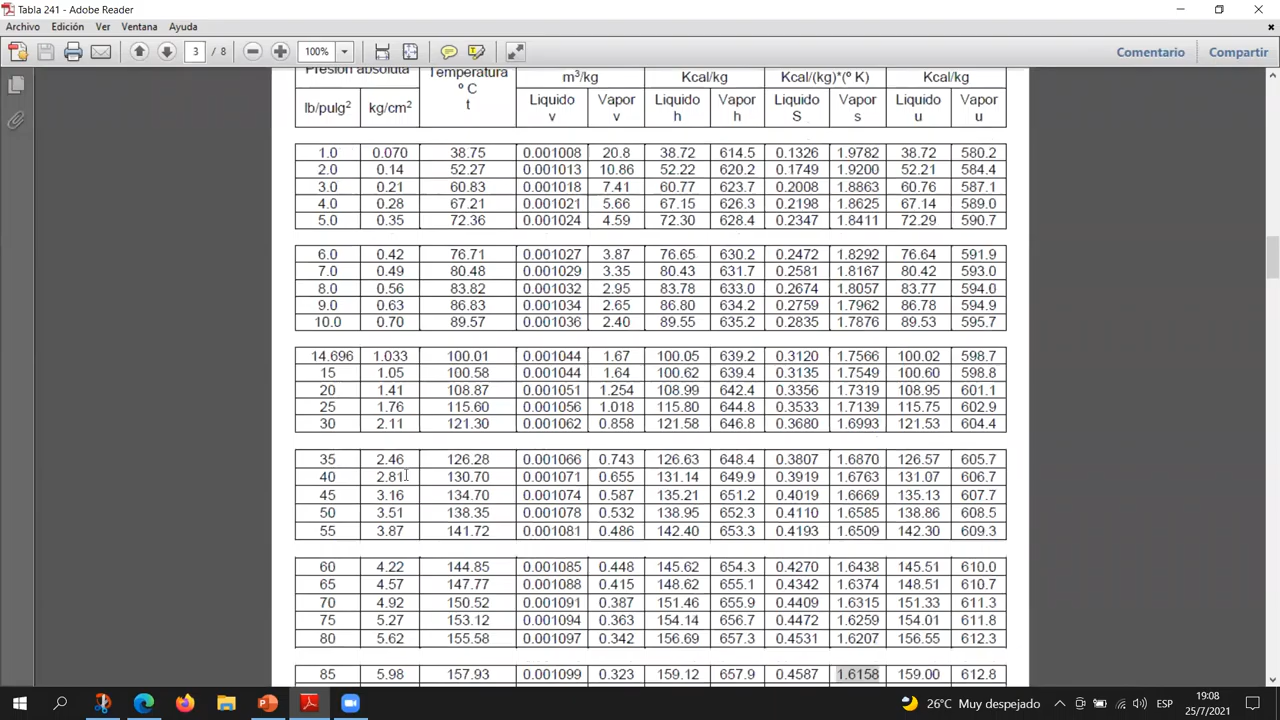 Tabla 241 - Adobe Reader
Archivo Edición Ver Ventana Ayuda
3 / 8 100% Comentario Compartir
Presión absoluta Temperatura m³/kg Kcal/kg Kcal/(kg)*(º K) Kcal/kg
º C
lb/pulg² kg/cm² t Liquido Vapor Liquido Vapor Liquido Vapor Liquido Vapor
v v h h S s u u
1.0 0.070 38.75 0.001008 20.8 38.72 614.5 0.1326 1.9782 38.72 580.2
2.0 0.14 52.27 0.001013 10.86 52.22 620.2 0.1749 1.9200 52.21 584.4
3.0 0.21 60.83 0.001018 7.41 60.77 623.7 0.2008 1.8863 60.76 587.1
4.0 0.28 67.21 0.001021 5.66 67.15 626.3 0.2198 1.8625 67.14 589.0
5.0 0.35 72.36 0.001024 4.59 72.30 628.4 0.2347 1.8411 72.29 590.7
6.0 0.42 76.71 0.001027 3.87 76.65 630.2 0.2472 1.8292 76.64 591.9
7.0 0.49 80.48 0.001029 3.35 80.43 631.7 0.2581 1.8167 80.42 593.0
8.0 0.56 83.82 0.001032 2.95 83.78 633.0 0.2674 1.8057 83.77 594.0
9.0 0.63 86.83 0.001034 2.65 86.80 634.2 0.2759 1.7962 86.78 594.9
10.0 0.70 89.57 0.001036 2.40 89.55 635.2 0.2835 1.7876 89.53 595.7
14.696 1.033 100.01 0.001044 1.67 100.05 639.2 0.3120 1.7566 100.02 598.7
15 1.05 100.58 0.001044 1.64 100.62 639.4 0.3135 1.7549 100.60 598.8
20 1.41 108.87 0.001051 1.254 108.99 642.4 0.3356 1.7319 108.95 601.1
25 1.76 115.60 0.001056 1.018 115.80 644.8 0.3533 1.7139 115.75 602.9
30 2.11 121.30 0.001062 0.858 121.58 646.8 0.3680 1.6993 121.53 604.4
35 2.46 126.28 0.001066 0.743 126.63 648.4 0.3807 1.6870 126.57 605.7
40 2.81 130.70 0.001071 0.655 131.14 649.9 0.3919 1.6763 131.07 606.7
45 3.16 134.70 0.001074 0.587 135.21 651.2 0.4019 1.6669 135.13 607.7
50 3.51 138.35 0.001078 0.532 138.95 652.3 0.4110 1.6585 138.86 608.5
55 3.87 141.72 0.001081 0.486 142.40 653.3 0.4193 1.6509 142.30 609.3
60 4.22 144.85 0.001085 0.448 145.62 654.3 0.4270 1.6438 145.51 610.0
65 4.57 147.77 0.001088 0.415 148.62 655.1 0.4342 1.6374 148.51 610.7
70 4.92 150.52 0.001091 0.387 151.46 655.9 0.4409 1.6315 151.33 611.3
75 5.27 153.12 0.001094 0.363 154.14 656.7 0.4472 1.6259 154.01 611.8
80 5.62 155.58 0.001097 0.342 156.69 657.3 0.4531 1.6207 156.55 612.3
85 5.98 157.93 0.001099 0.323 159.12 657.9 0.4587 1.6158 159.00 612.8
26°C Muy despejado ESP 19:08
25/7/2021